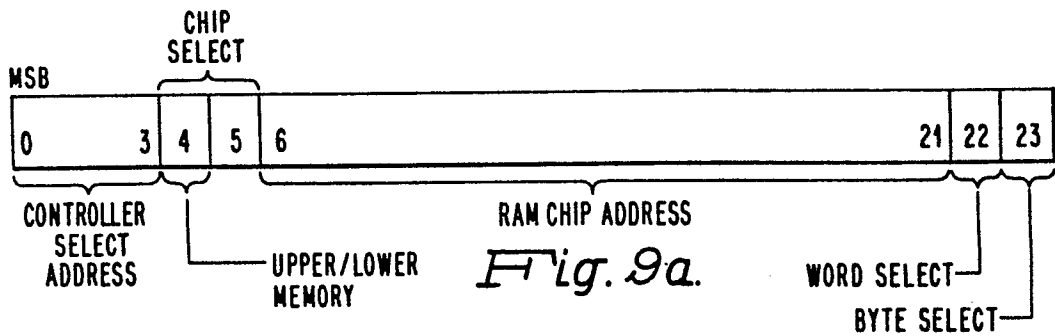 CHIP
SELECT
MSB
0 3 4 5 6 21 22 23
CONTROLLER
SELECT
ADDRESS
UPPER/LOWER
MEMORY
RAM CHIP ADDRESS
Fig. 9a.
WORD SELECT
BYTE SELECT